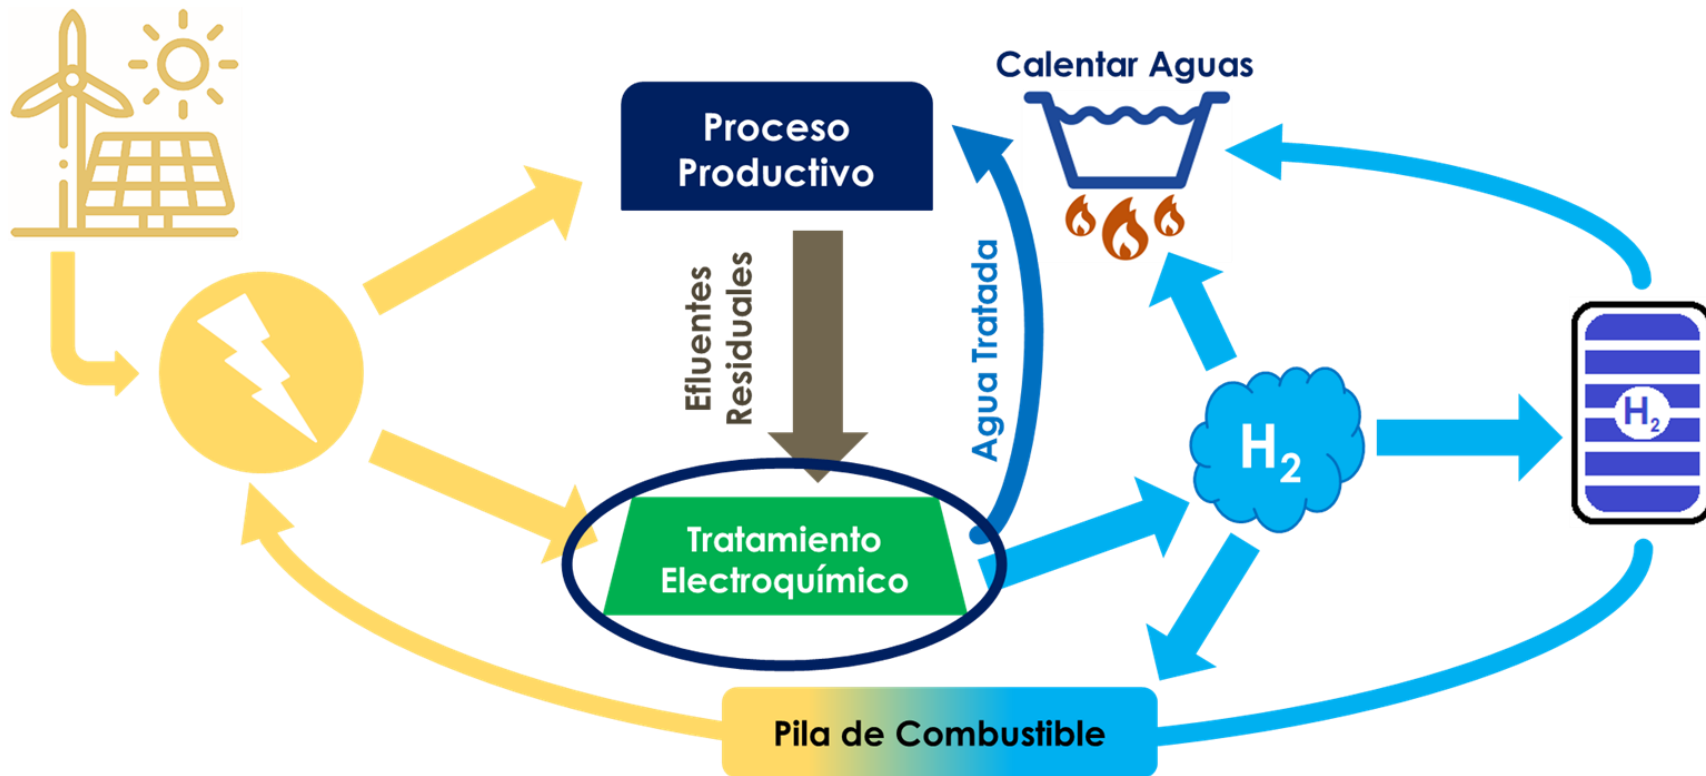 Calentar Aguas
Proceso
Productivo
Efluentes
Residuales
Agua Tratada
H2
H2
Tratamiento
Electroquímico
Pila de Combustible